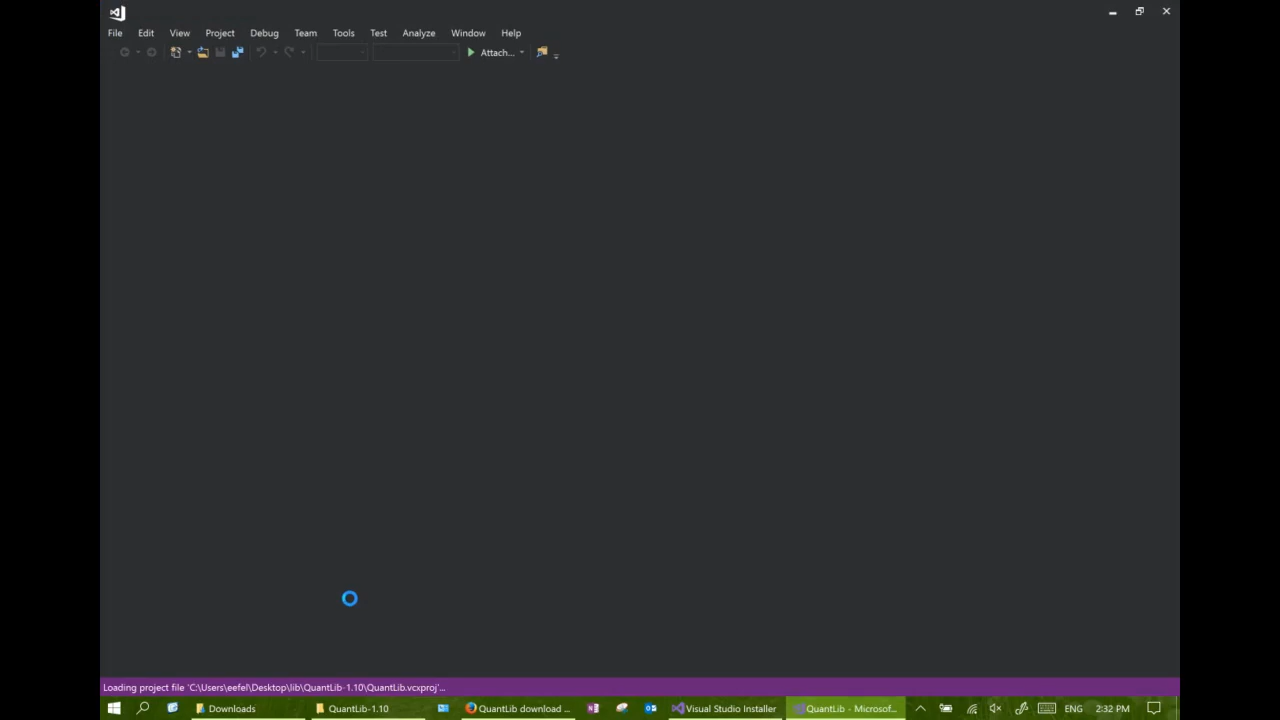 File Edit View Project Debug Team Tools Test Analyze Window Help
Attach...
Loading project file 'C:\Users\eefel\Desktop\lib\QuantLib-1.10\QuantLib.vcxproj'...
Downloads QuantLib-1.10 QuantLib download ... Visual Studio Installer QuantLib - Microsof... ENG 2:32 PM